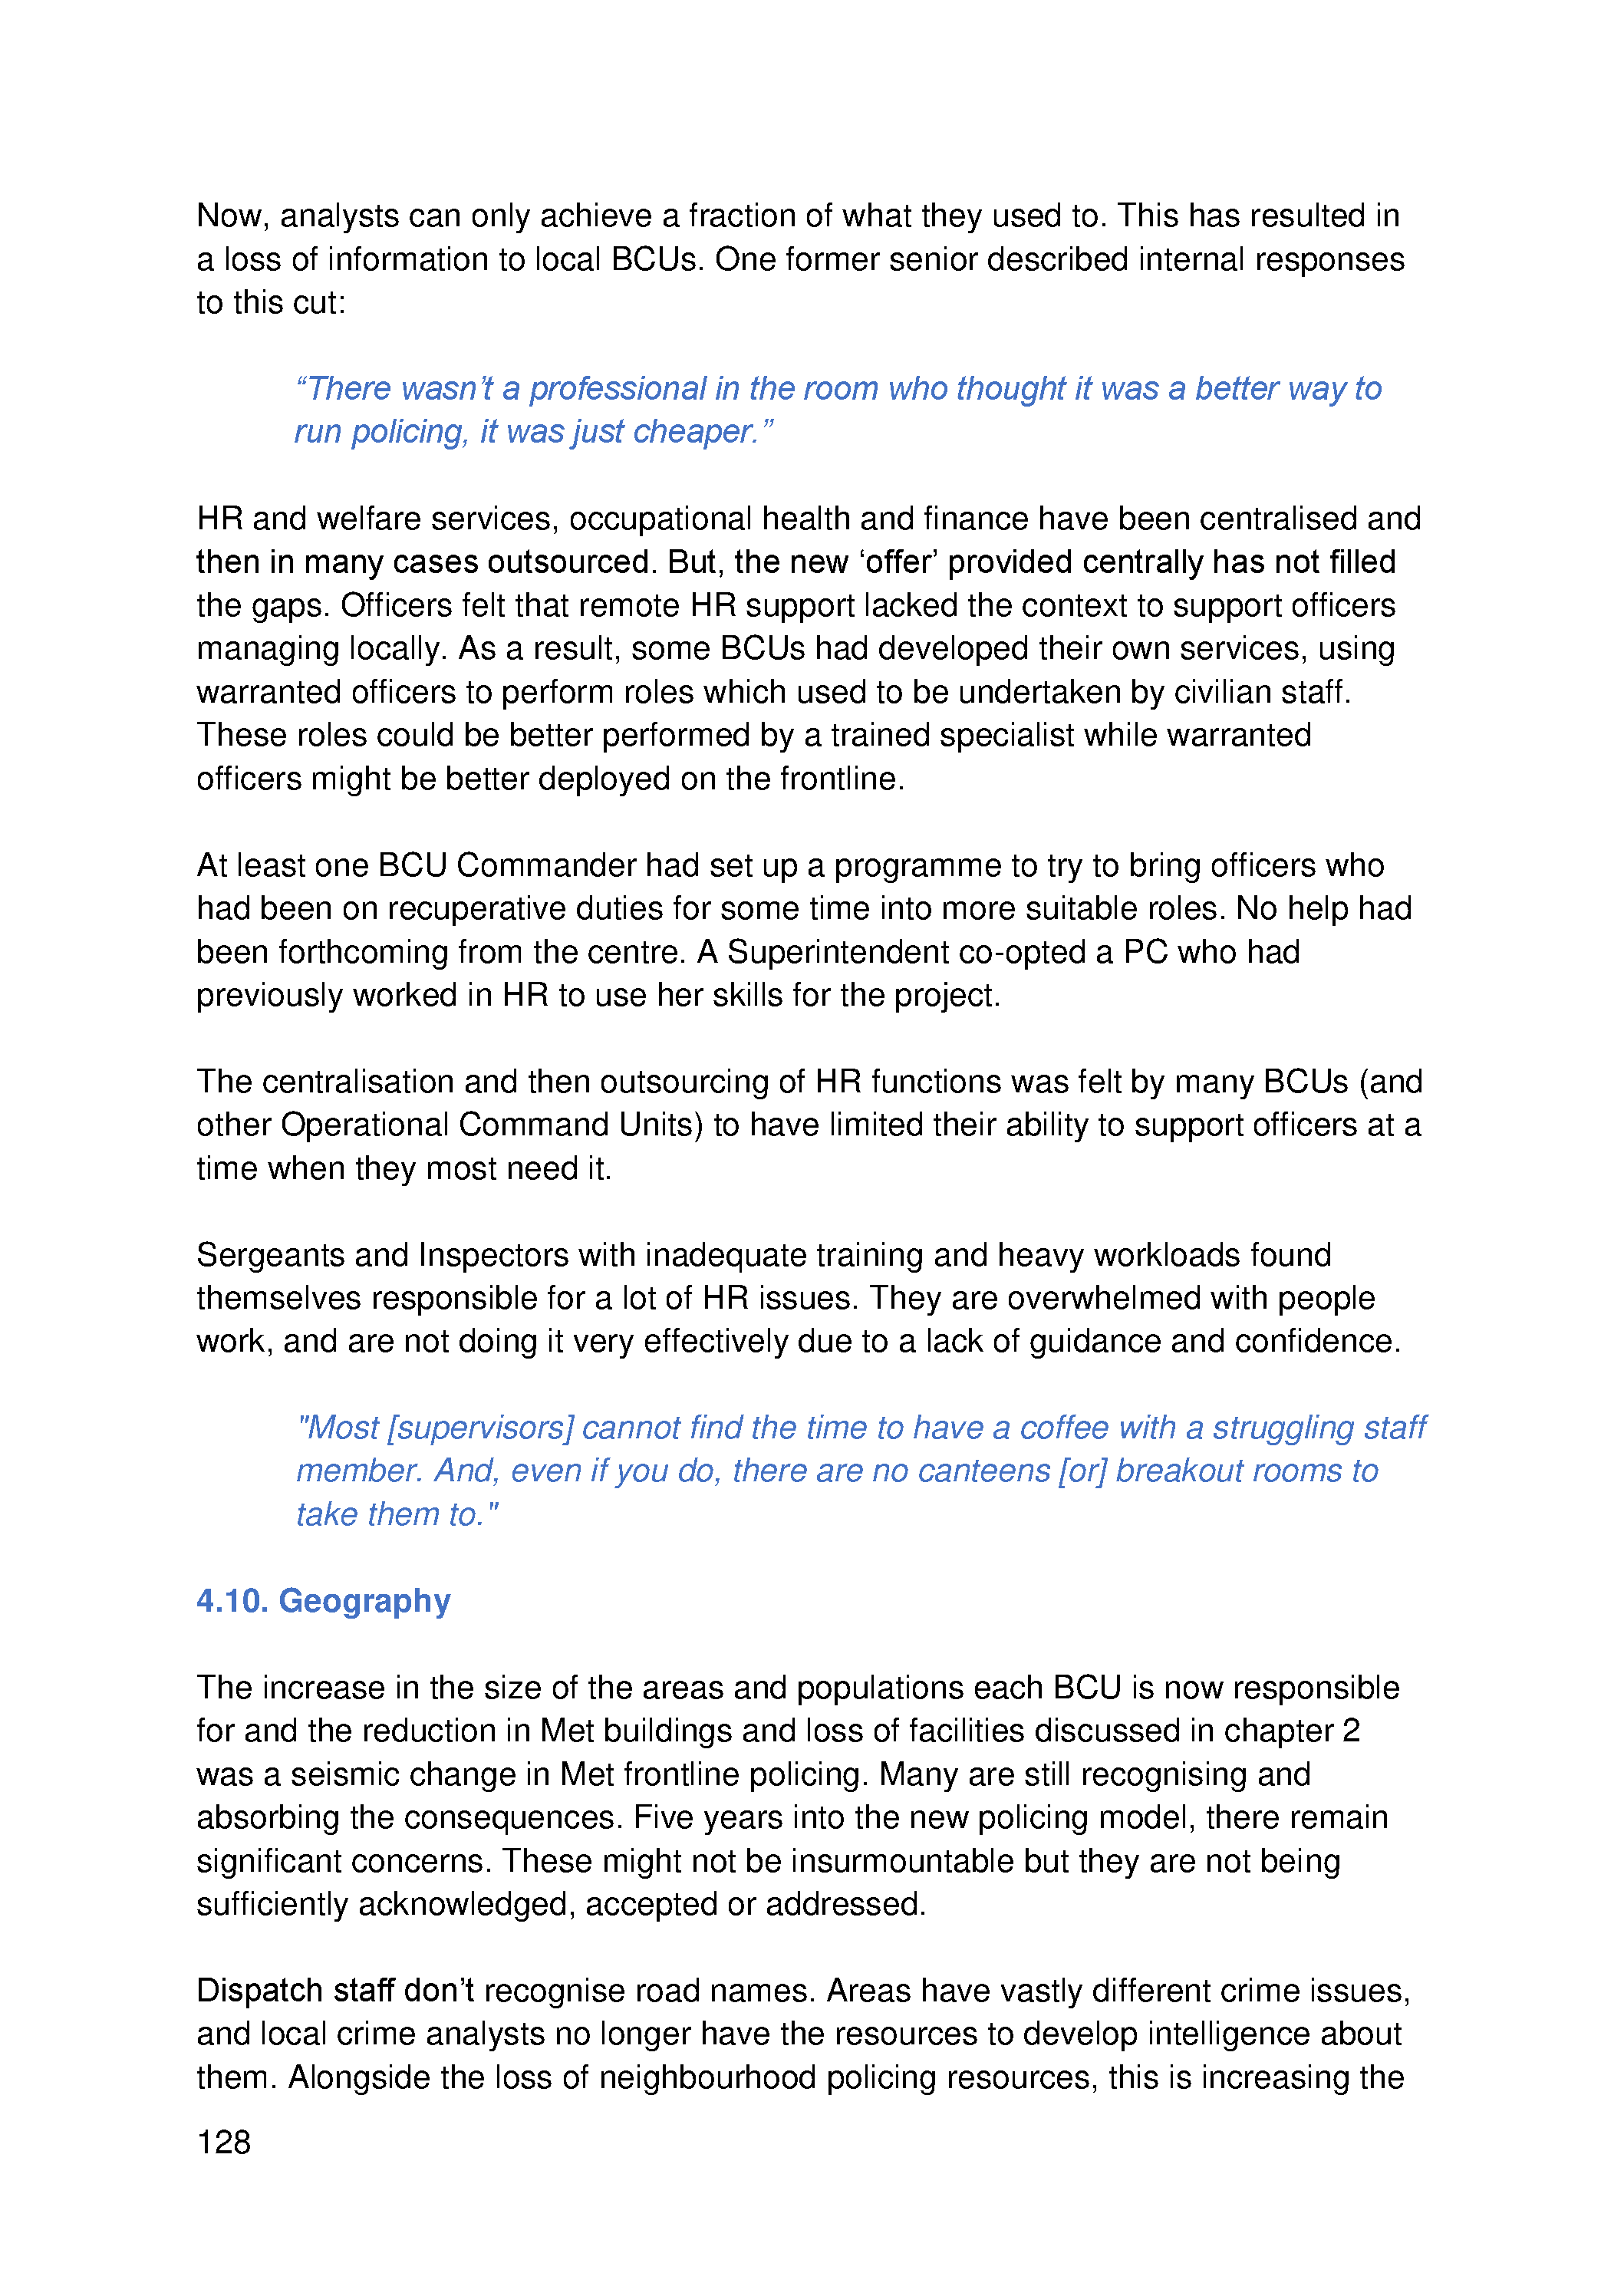 Now, analysts can only achieve a fraction of what they used to. This has resulted in
a loss of information to local BCUs. One former senior described internal responses
to this cut:
“There wasn’t a professional in the room who thought it was a better way to
run policing, it was just cheaper.”
HR and welfare services, occupational health and finance have been centralised and
then in many cases outsourced. But, the new ‘offer’ provided centrally has not filled
the gaps. Officers felt that remote HR support lacked the context to support officers
managing locally. As a result, some BCUs had developed their own services, using
warranted officers to perform roles which used to be undertaken by civilian staff.
These roles could be better performed by a trained specialist while warranted
officers might be better deployed on the frontline.
At least one BCU Commander had set up a programme to try to bring officers who
had been on recuperative duties for some time into more suitable roles. No help had
been forthcoming from the centre. A Superintendent co-opted a PC who had
previously worked in HR to use her skills for the project.
The centralisation and then outsourcing of HR functions was felt by many BCUs (and
other Operational Command Units) to have limited their ability to support officers at a
time when they most need it.
Sergeants and Inspectors with inadequate training and heavy workloads found
themselves responsible for a lot of HR issues. They are overwhelmed with people
work, and are not doing it very effectively due to a lack of guidance and confidence.
"Most [supervisors] cannot find the time to have a coffee with a struggling staff
member. And, even if you do, there are no canteens [or] breakout rooms to
take them to."
4.10. Geography
The increase in the size of the areas and populations each BCU is now responsible
for and the reduction in Met buildings and loss of facilities discussed in chapter 2
was a seismic change in Met frontline policing. Many are still recognising and
absorbing the consequences. Five years into the new policing model, there remain
significant concerns. These might not be insurmountable but they are not being
sufficiently acknowledged, accepted or addressed.
Dispatch staff don’t recognise road names. Areas have vastly different crime issues,
and local crime analysts no longer have the resources to develop intelligence about
them. Alongside the loss of neighbourhood policing resources, this is increasing the
128